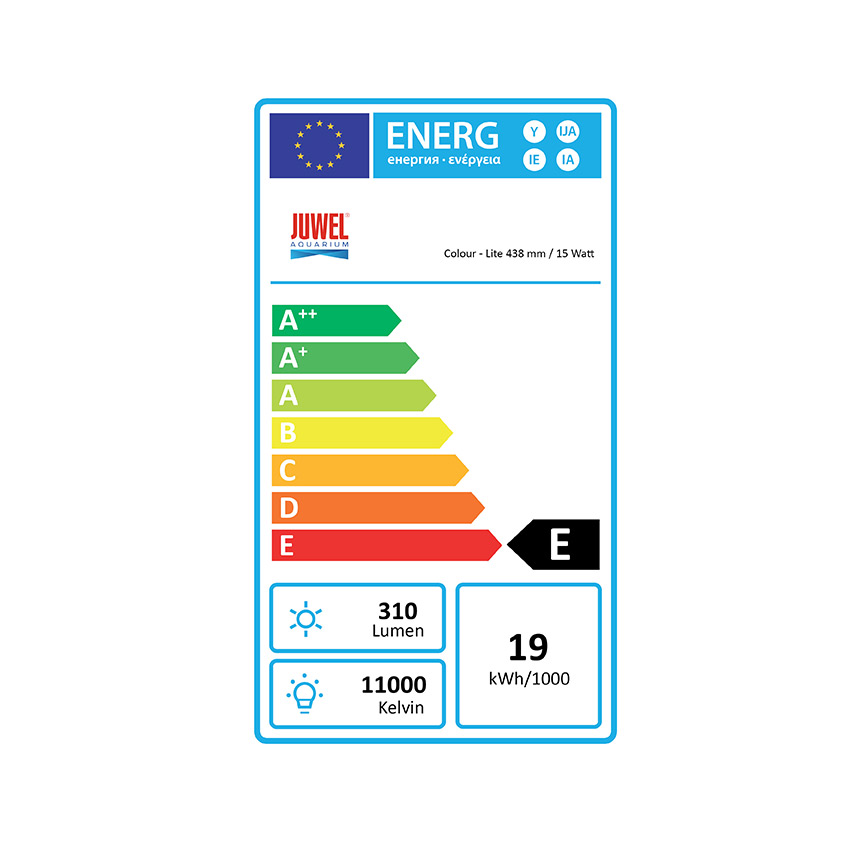 ENERG
енергия · ενέργεια
Y
IJA
IE
IA
JUWEL®
AQUARIUM
Colour - Lite 438 mm / 15 Watt
A++
A+
A
B
C
D
E
E
310
Lumen
11000
Kelvin
19
kWh/1000